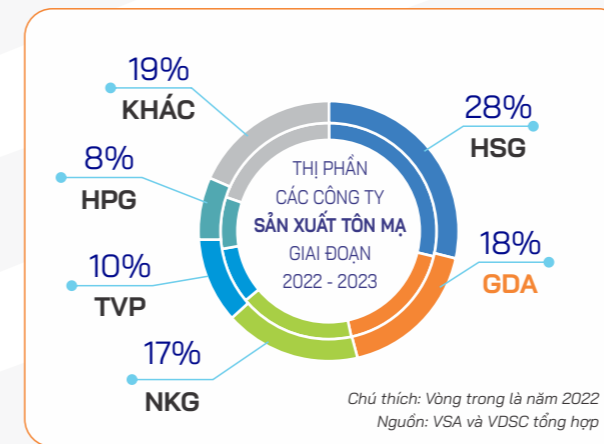 19%
KHÁC
28%
HSG
8%
HPG
THỊ PHẦN
CÁC CÔNG TY
SẢN XUẤT TÔN MẠ
GIAI ĐOẠN
2022 - 2023
18%
GDA
10%
TVP
17%
NKG
Chú thích: Vòng trong là năm 2022
Nguồn: VSA và VDSC tổng hợp